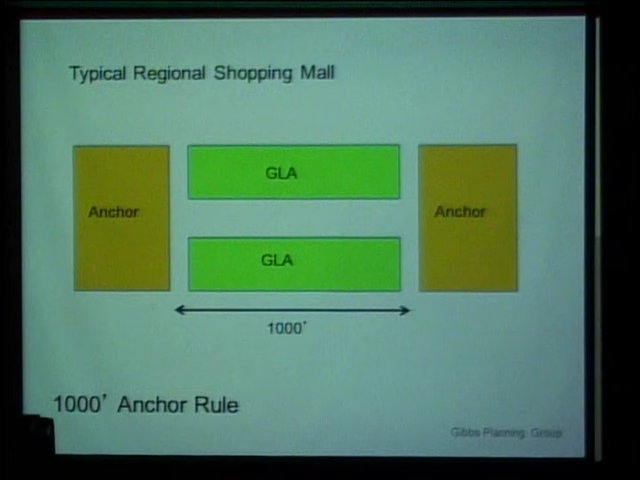 Typical Regional Shopping Mall
GLA
Anchor
Anchor
GLA
1000'
1000' Anchor Rule
Gibbs Planning Group